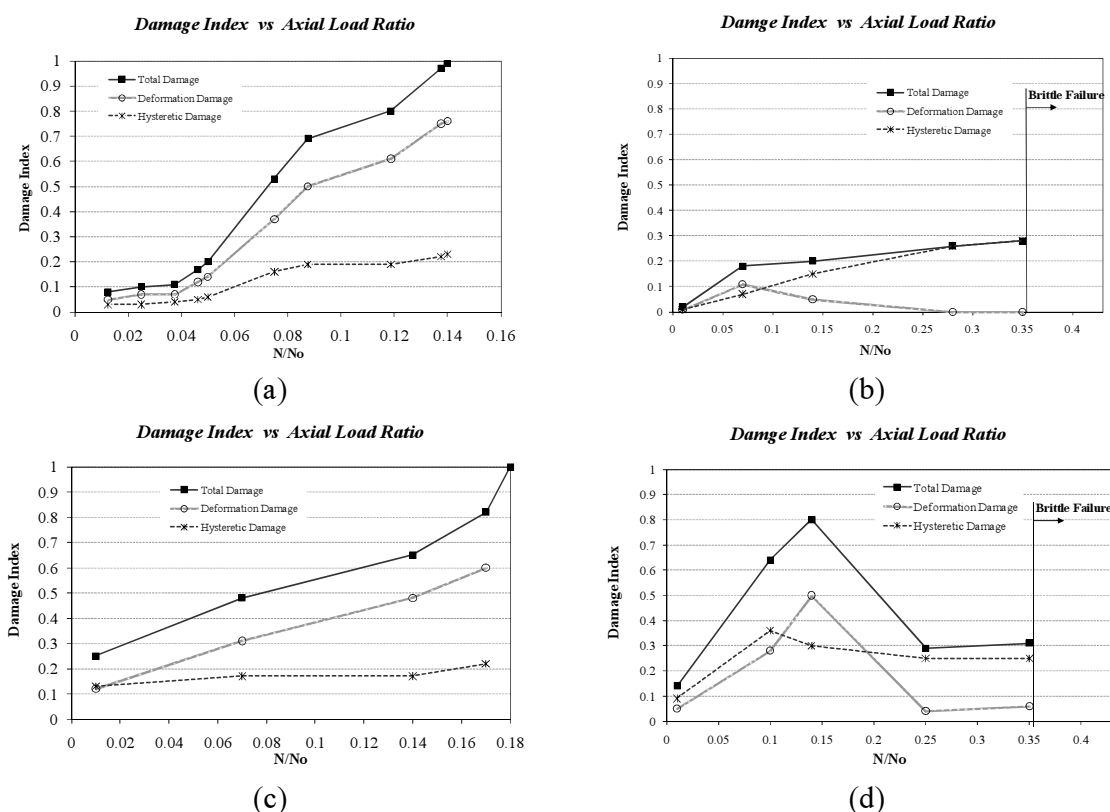 Damage Index vs Axial Load Ratio
1
0.9
0.8
0.7
0.6
0.5
0.4
0.3
0.2
0.1
0
Damage Index
Total Damage
Deformation Damage
Hysteretic Damage
0 0.02 0.04 0.06 0.08 0.1 0.12 0.14 0.16
N/No
(a)
Damge Index vs Axial Load Ratio
1
0.9
0.8
0.7
0.6
0.5
0.4
0.3
0.2
0.1
0
Damage Index
Total Damage
Deformation Damage
Hysteretic Damage
Brittle Failure
0 0.05 0.1 0.15 0.2 0.25 0.3 0.35 0.4
N/No
(b)
Damage Index vs Axial Load Ratio
1
0.9
0.8
0.7
0.6
0.5
0.4
0.3
0.2
0.1
0
Damage Index
Total Damage
Deformation Damage
Hysteretic Damage
0 0.02 0.04 0.06 0.08 0.1 0.12 0.14 0.16 0.18
N/No
(c)
Damge Index vs Axial Load Ratio
1
0.9
0.8
0.7
0.6
0.5
0.4
0.3
0.2
0.1
0
Damage Index
Total Damage
Deformation Damage
Hysteretic Damage
Brittle Failure
0 0.05 0.1 0.15 0.2 0.25 0.3 0.35 0.4
N/No
(d)